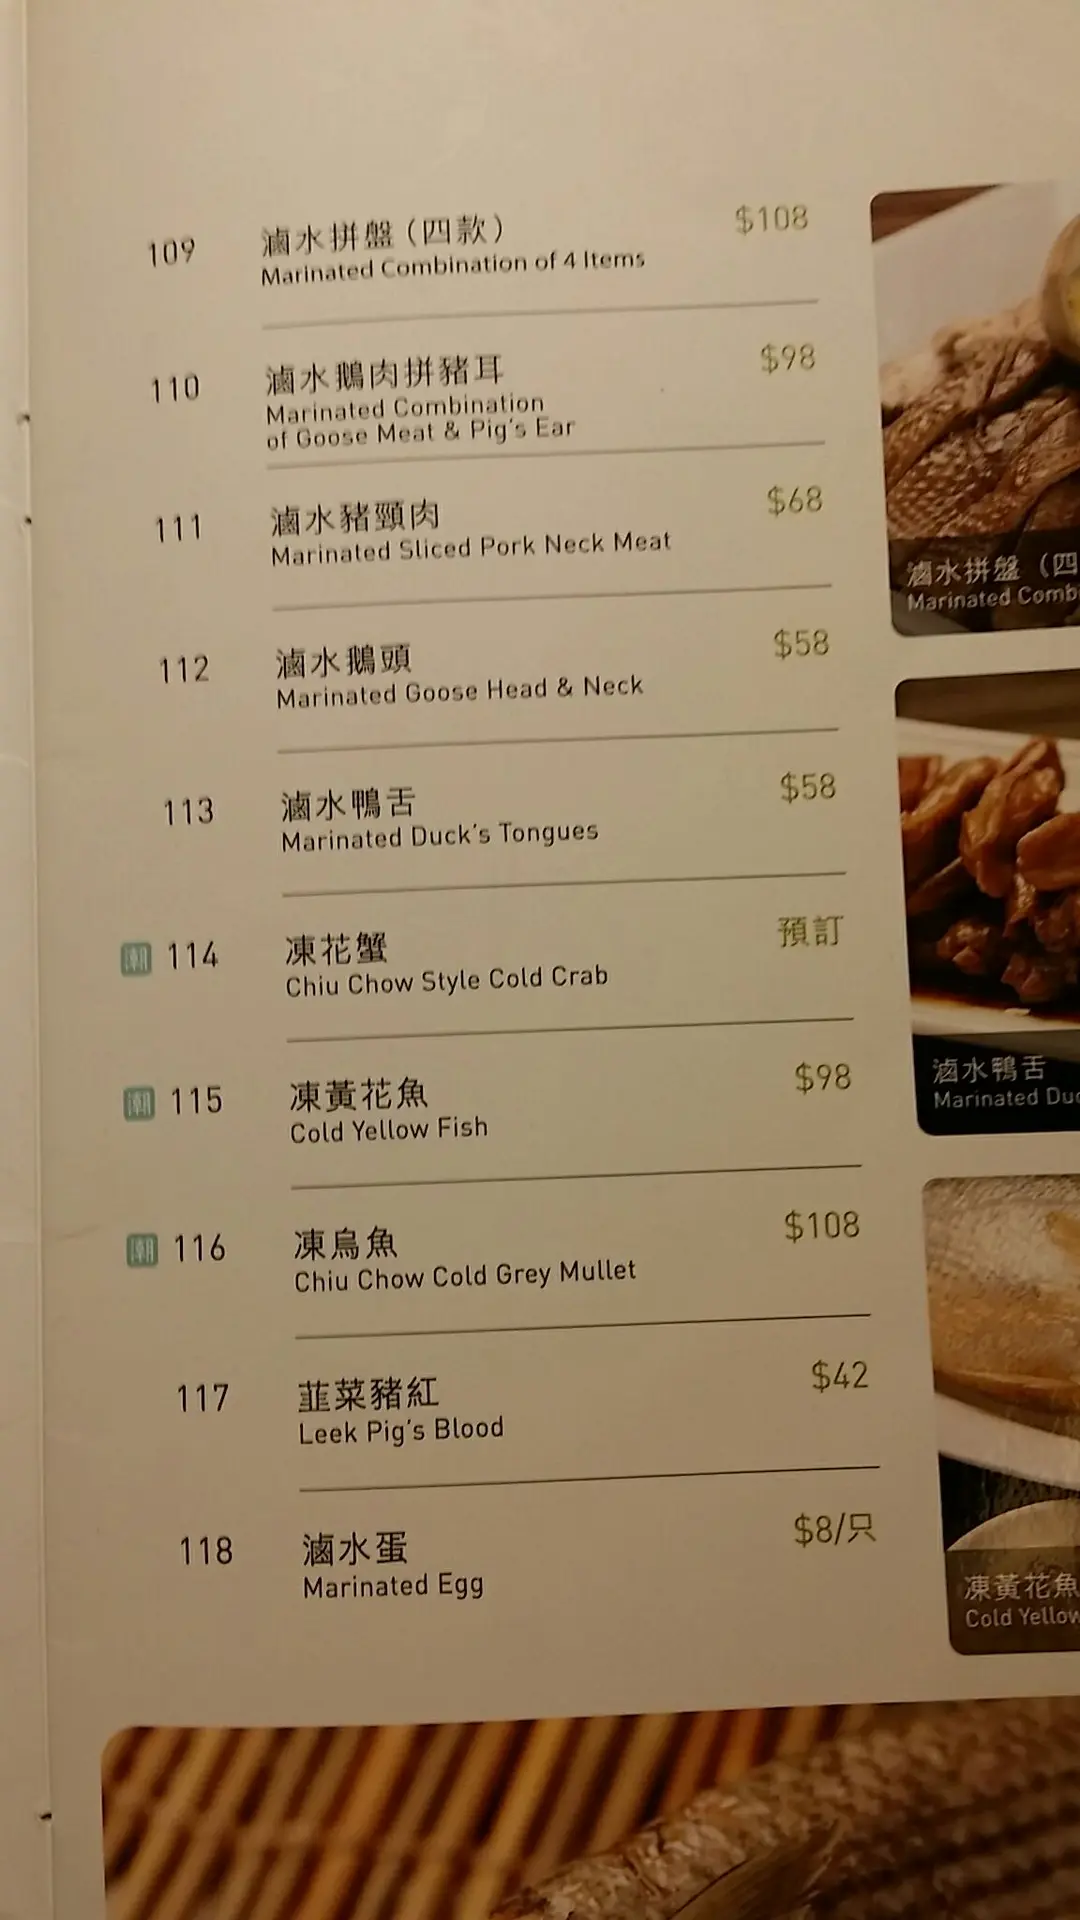 109 滷水拼盤(四款) $108
Marinated Combination of 4 Items
110 滷水鵝肉拼豬耳 $98
Marinated Combination
of Goose Meat & Pig's Ear
111 滷水豬頸肉 $68
Marinated Sliced Pork Neck Meat
112 滷水鵝頭 $58
Marinated Goose Head & Neck
113 滷水鴨舌 $58
Marinated Duck's Tongues
潮 114 凍花蟹 預訂
Chiu Chow Style Cold Crab
潮 115 凍黃花魚 $98
Cold Yellow Fish
潮 116 凍烏魚 $108
Chiu Chow Cold Grey Mullet
117 韮菜豬紅 $42
Leek Pig's Blood
118 滷水蛋 $8/只
Marinated Egg
滷水拼盤(四
Marinated Combi
滷水鴨舌
Marinated Duc
凍黃花魚
Cold Yellow